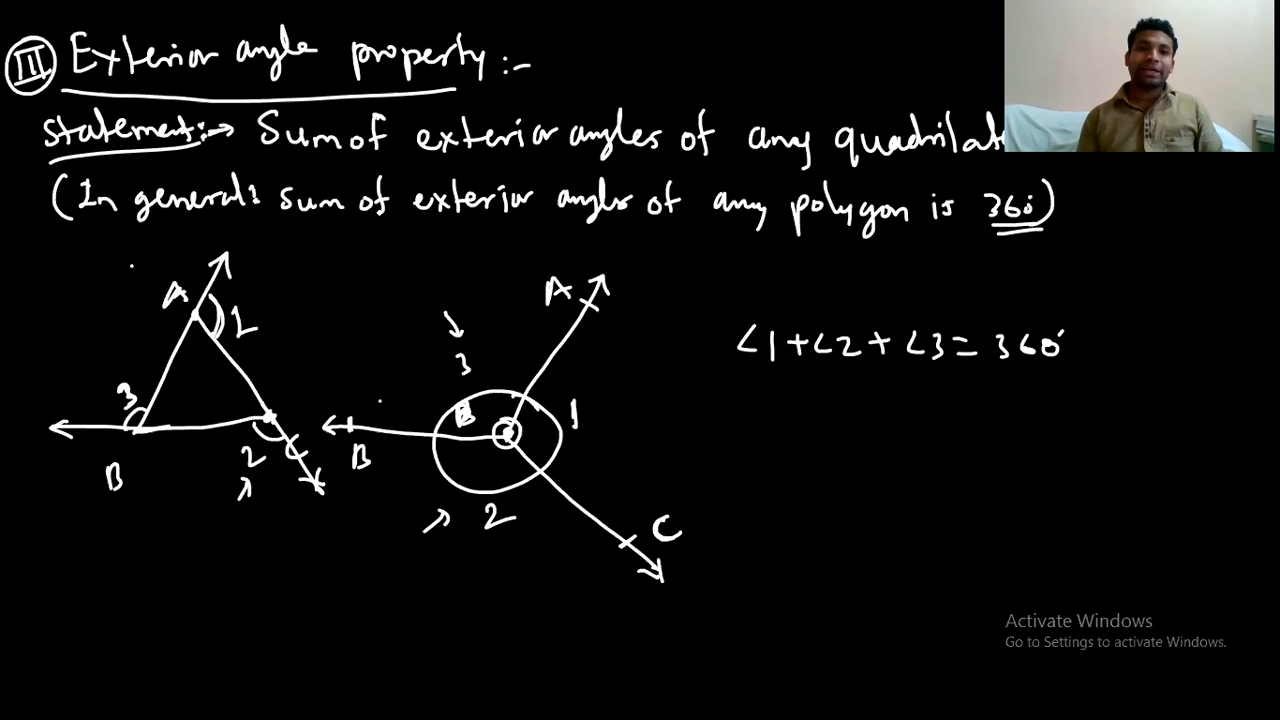 III Exterior angle property :-
Statement:→ Sum of exterior angles of any
(In general: sum of exterior angles of any polygon is 360°)
A
1
3
B
2
C
A
3
B
1
2
C
∠1+∠2+∠3=360°
Activate Windows
Go to Settings to activate Windows.